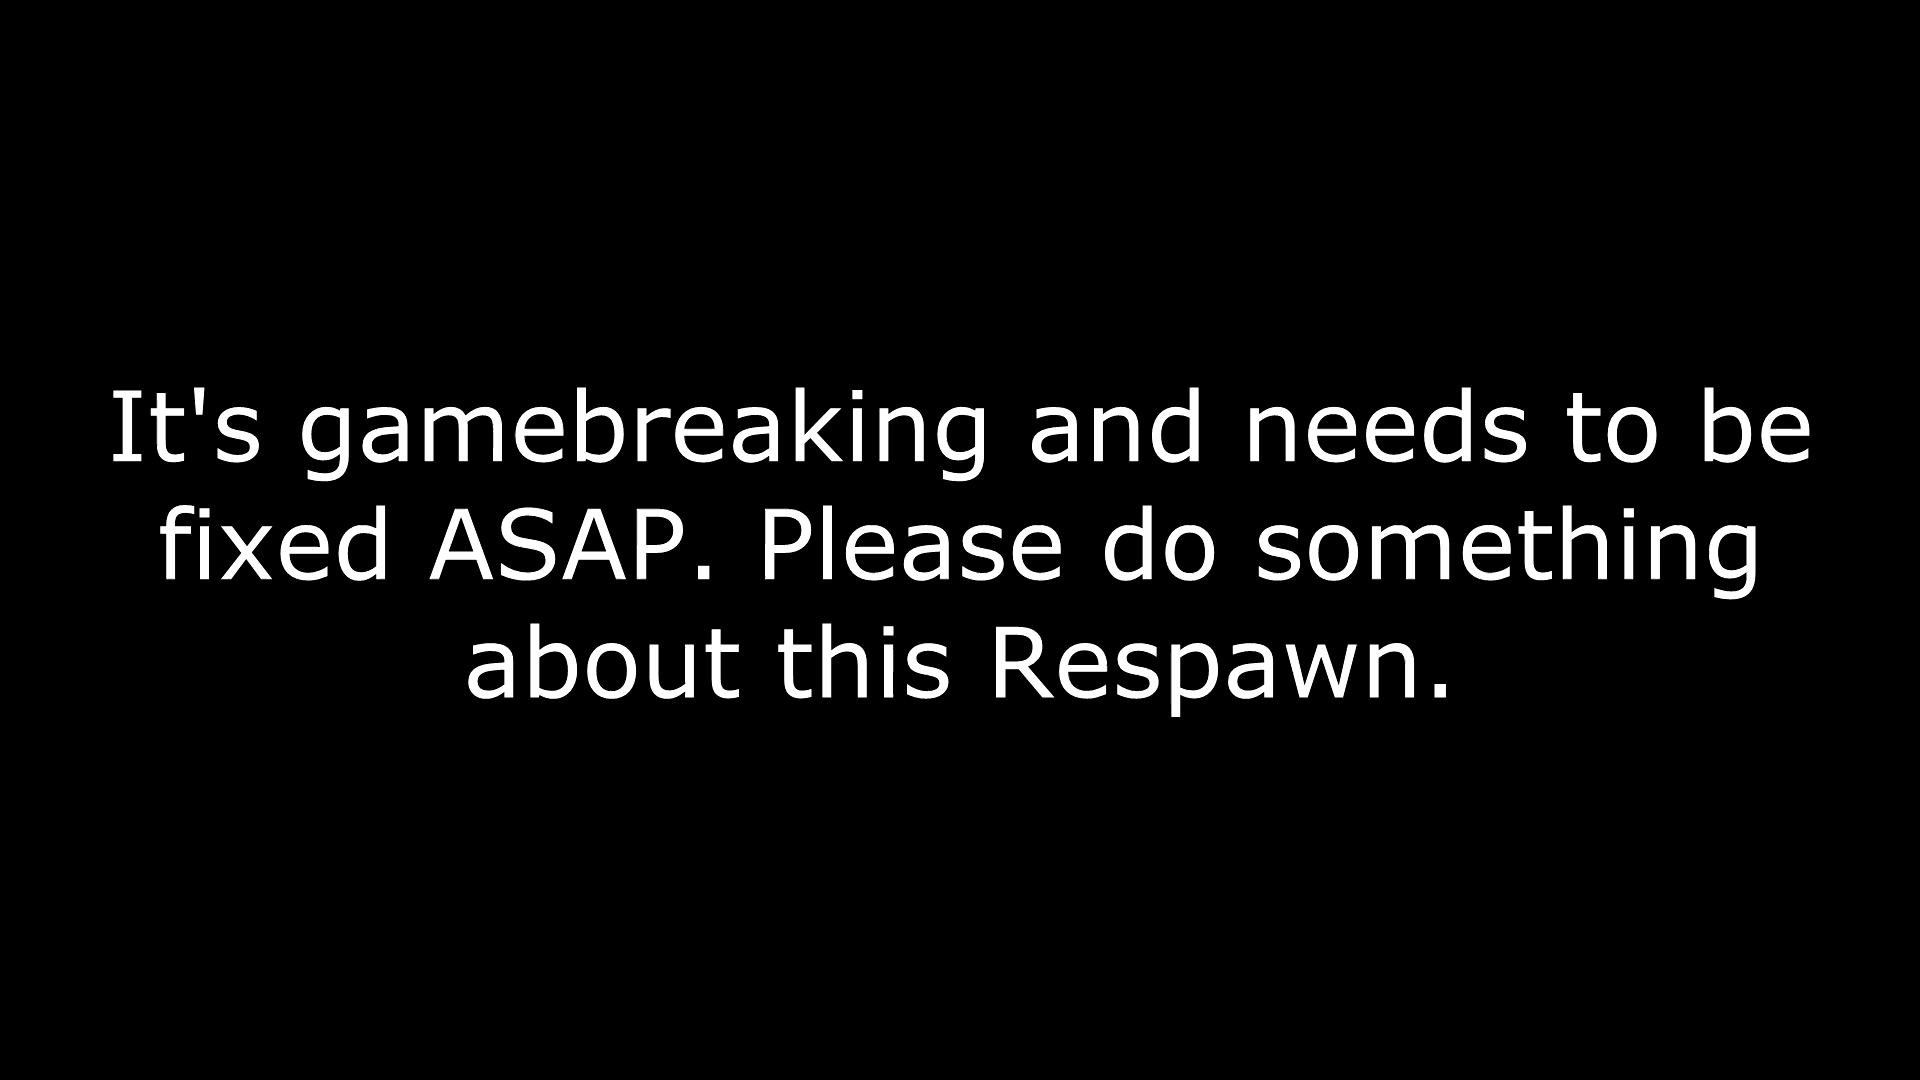 It's gamebreaking and needs to be
fixed ASAP. Please do something
about this Respawn.